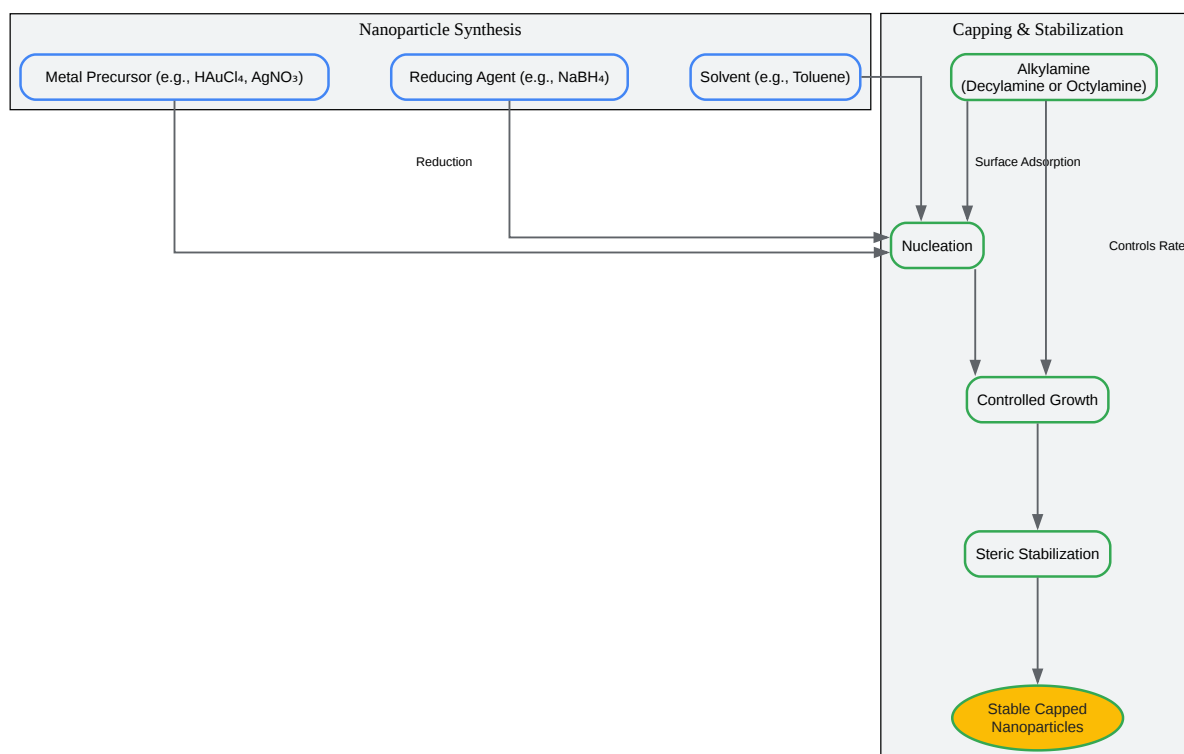 Nanoparticle Synthesis
Capping & Stabilization
Metal Precursor (e.g., HAuCl₄, AgNO₃)
Reducing Agent (e.g., NaBH₄)
Solvent (e.g., Toluene)
Alkylamine
(Decylamine or Octylamine)
Reduction
Surface Adsorption
Nucleation
Controls Rate
Controlled Growth
Steric Stabilization
Stable Capped
Nanoparticles